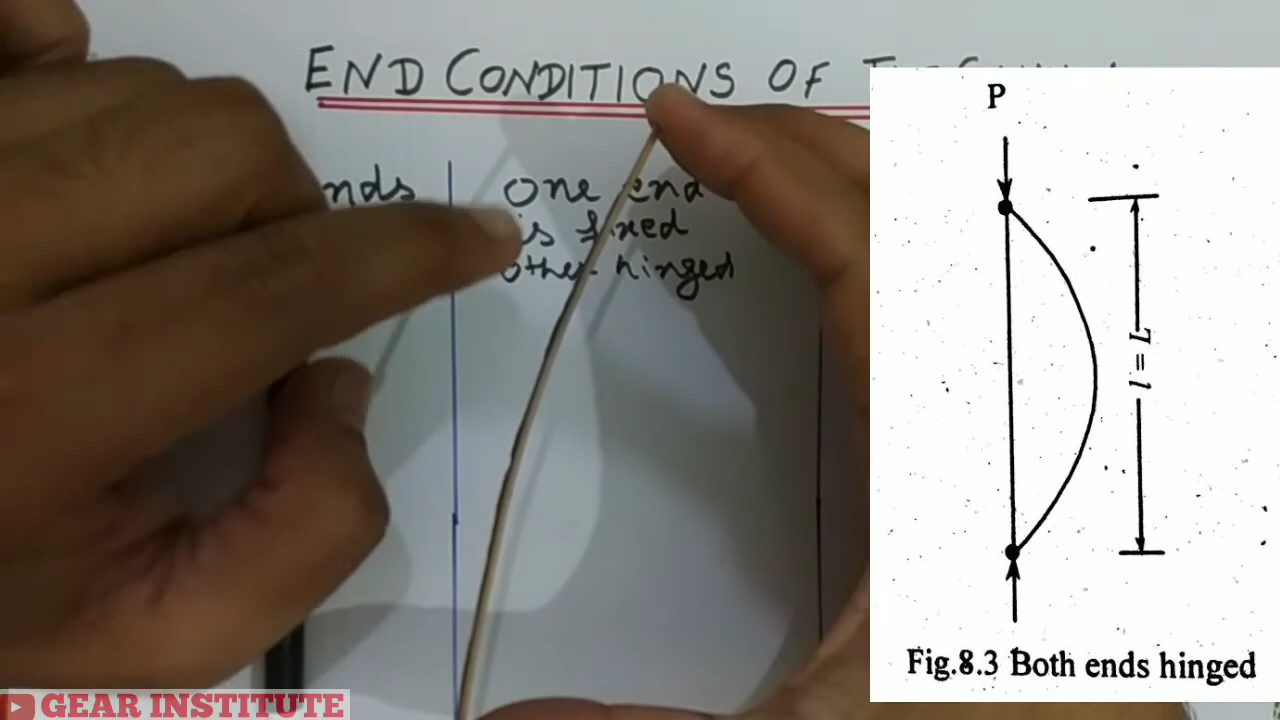 END CONDITIONS OF
nds
One end
is fixed
other hinged
P
L = l
Fig.8.3 Both ends hinged
GEAR INSTITUTE